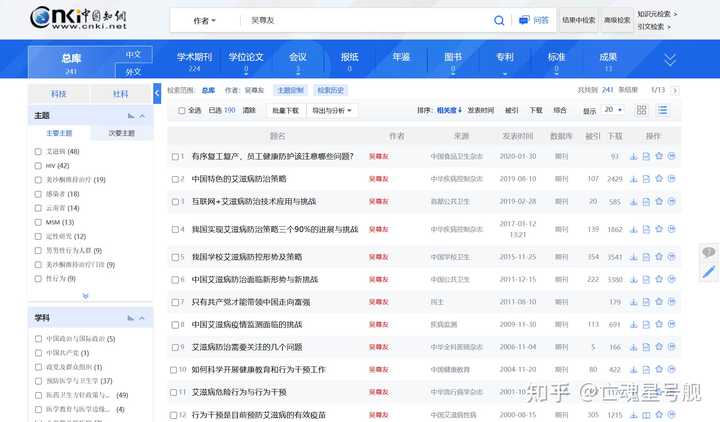 Cnki中国知网
www.cnki.net
作者
吴尊友
问答
结果中检索
高级检索
知识元检索 >
引文检索 >
总库
241
中文
外文
学术期刊
224
学位论文
0
会议
3
报纸
0
年鉴
图书
0
专利
标准
0
成果
13
科技
社科
检索范围: 总库 作者: 吴尊友 主题定制 检索历史
共找到 241 条结果 1/13 >
全选 已选 190 清除 批量下载 导出与分析
排序: 相关度 发表时间 被引 下载 综合 显示 20
主题
主要主题
次要主题
艾滋病 (48)
HIV (42)
美沙酮维持治疗 (19)
感染者 (18)
云南省 (14)
MSM (13)
定性研究 (12)
男男性行为人群 (9)
美沙酮维持治疗门诊 (9)
性行为 (9)
学科
中国政治与国际政治 (5)
中国共产党 (1)
政党及群众组织 (1)
预防医学与卫生学 (37)
医药卫生方针政策与... (49)
医学教育与医学边缘... (4)
题名 作者 来源 发表时间 数据库 被引 下载 操作
1 有序复工复产,员工健康防护该注意哪些问题? 吴尊友 中国食品卫生杂志 2020-01-30 期刊 93
2 中国特色的艾滋病防治策略 吴尊友 中华疾病控制杂志 2019-08-10 期刊 107 2429
3 互联网+艾滋病防治技术应用与挑战 吴尊友 首都公共卫生 2019-02-28 期刊 20 585
4 我国实现艾滋病防治策略三个90%的进展与挑战 吴尊友 中华疾病控制杂志 2017-01-12 13:21 期刊 139 1862
5 我国学校艾滋病防控形势及策略 吴尊友 中国学校卫生 2015-11-25 期刊 354 3541
6 中国艾滋病防治面临新形势与新挑战 吴尊友 中国公共卫生 2011-12-15 期刊 222 3380
7 只有共产党才能带领中国走向富强 吴尊友 民主 2011-08-10 期刊 179
8 中国艾滋病疫情监测面临的挑战 吴尊友 疾病监测 2009-11-30 期刊 113 691
9 艾滋病防治需要关注的几个问题 吴尊友 中华全科医师杂志 2006-11-04 期刊 5 166
10 如何科学开展健康教育和行为干预工作 吴尊友 中国健康教育 2004-11-20 期刊 80 422
11 艾滋病危险行为与行为干预 吴尊友 中华流行病学杂志 2001-10
12 行为干预是目前预防艾滋病的有效疫苗 吴尊友 中国艾滋病性病 2000-08-15 期刊 305 1215
知乎 @亡魂星号舰